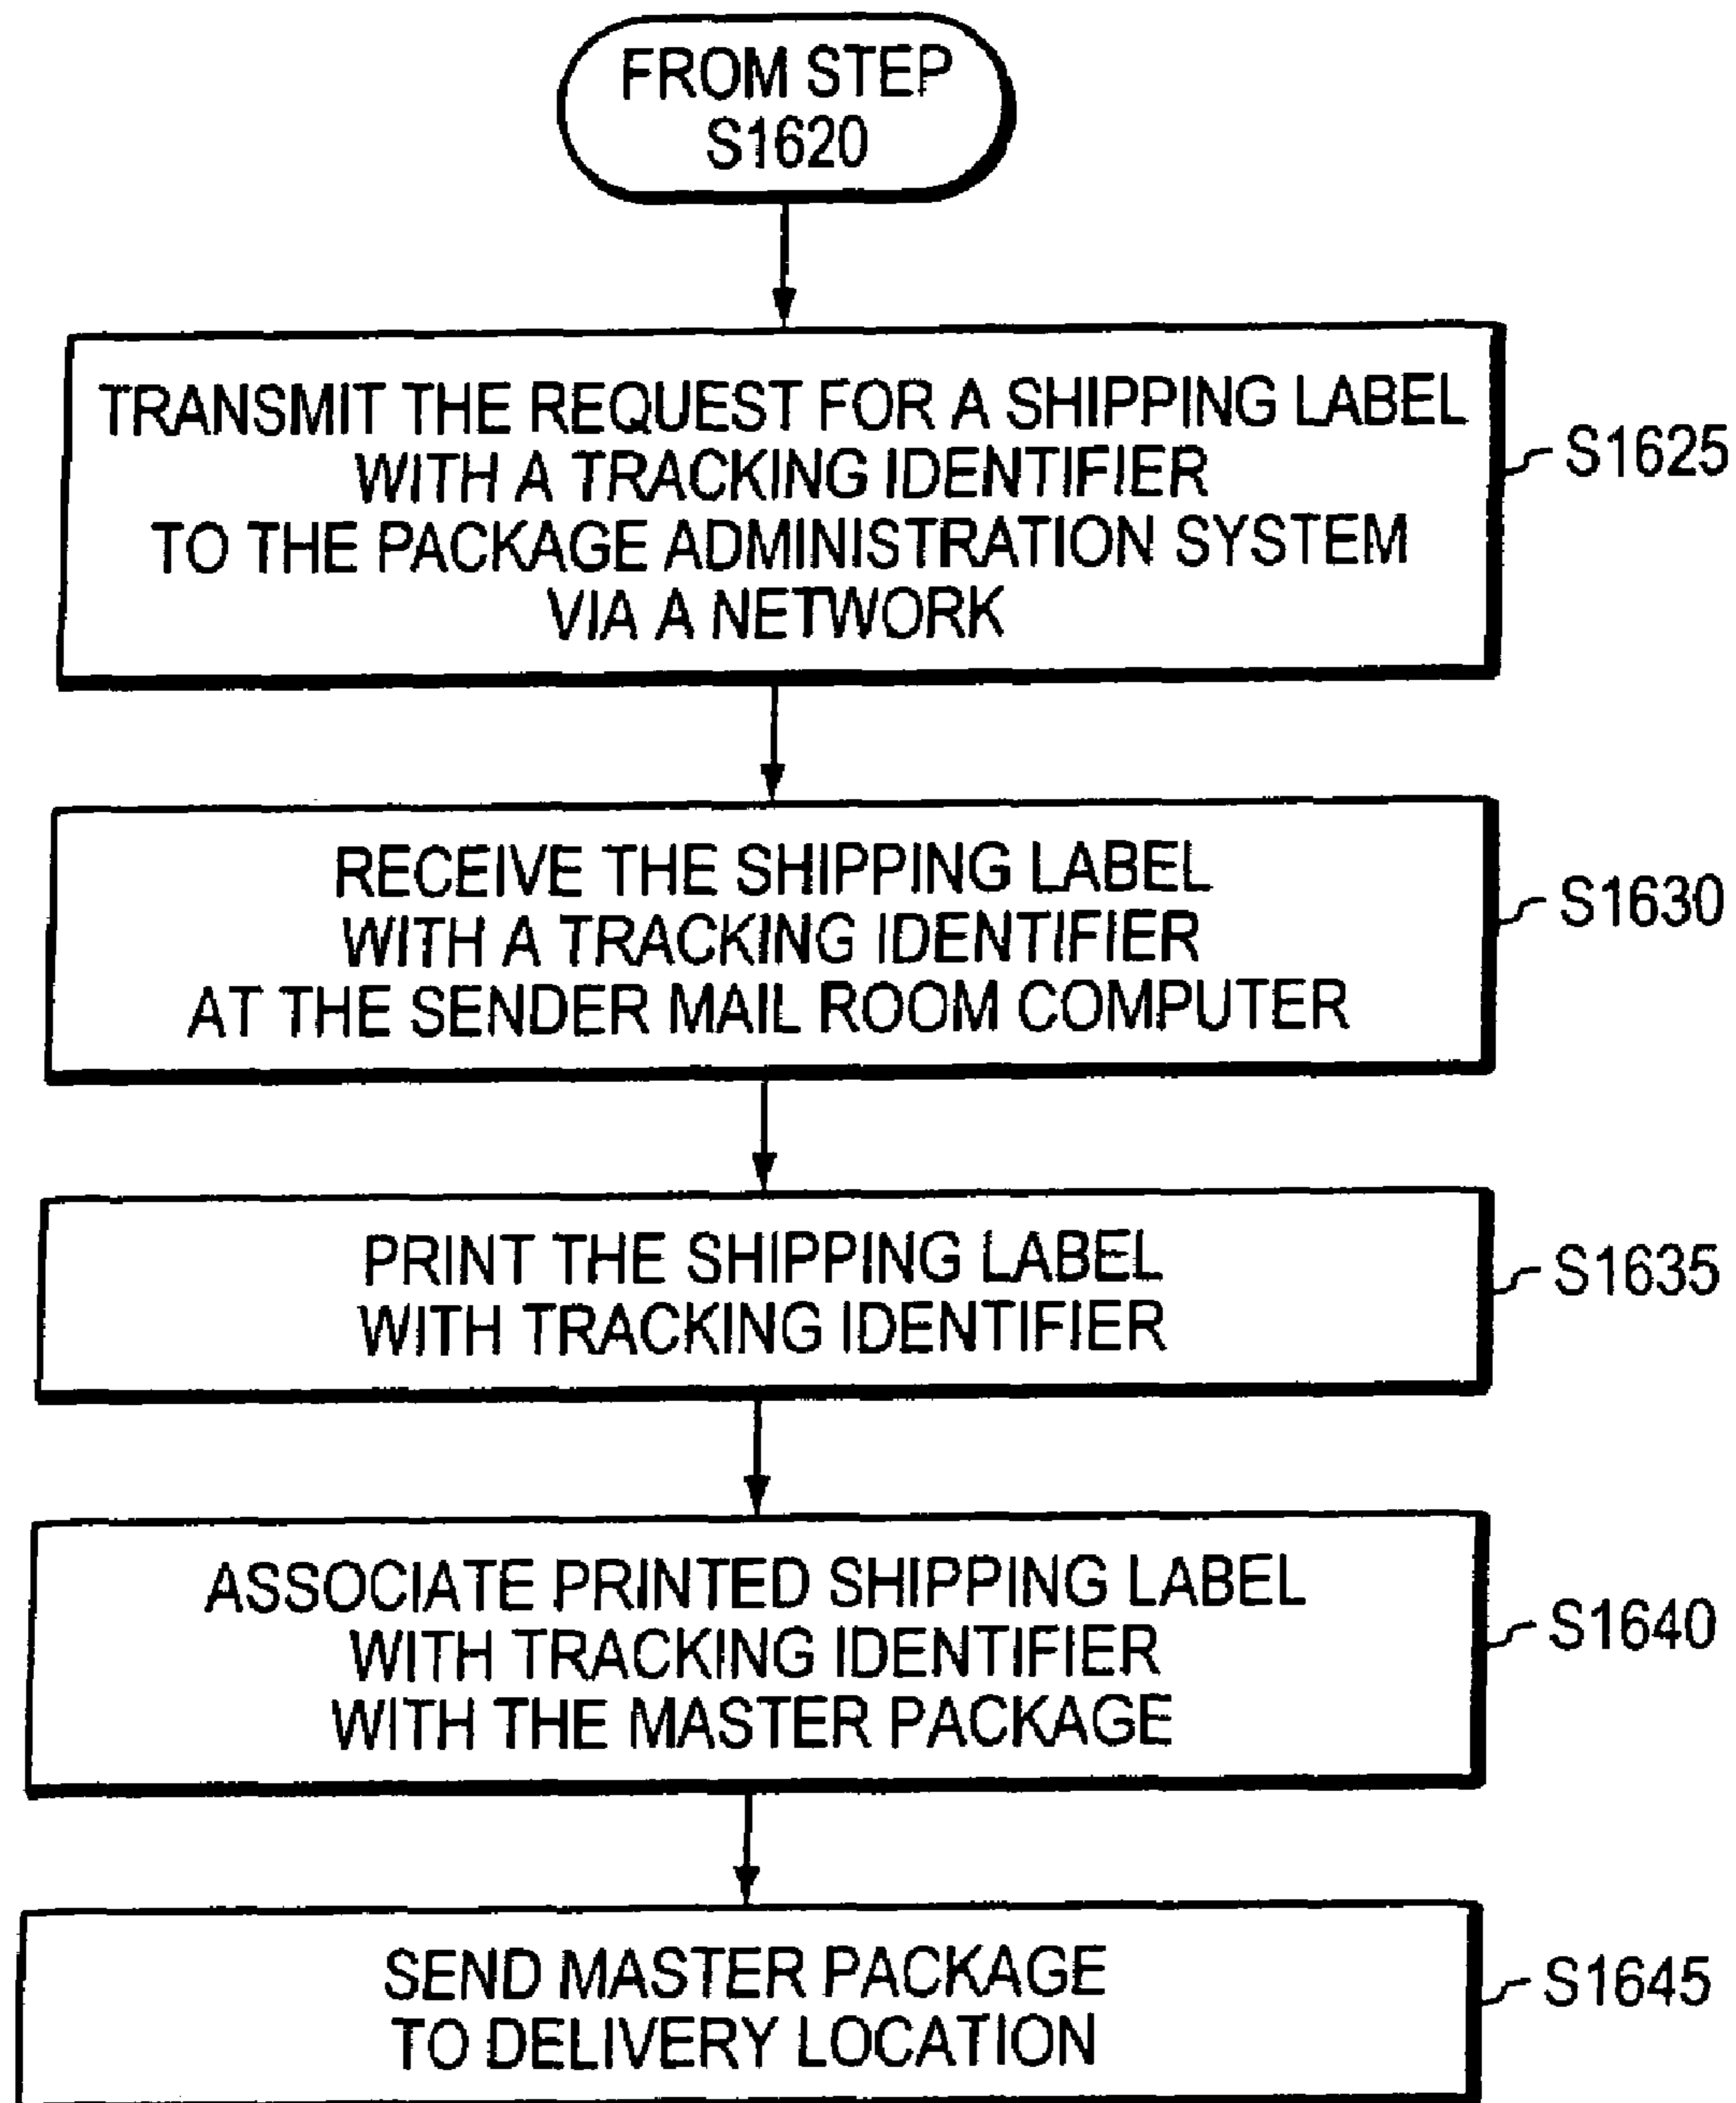 FROM STEP
S1620
TRANSMIT THE REQUEST FOR A SHIPPING LABEL
WITH A TRACKING IDENTIFIER
TO THE PACKAGE ADMINISTRATION SYSTEM
VIA A NETWORK
S1625
RECEIVE THE SHIPPING LABEL
WITH A TRACKING IDENTIFIER
AT THE SENDER MAIL ROOM COMPUTER
S1630
PRINT THE SHIPPING LABEL
WITH TRACKING IDENTIFIER
S1635
ASSOCIATE PRINTED SHIPPING LABEL
WITH TRACKING IDENTIFIER
WITH THE MASTER PACKAGE
S1640
SEND MASTER PACKAGE
TO DELIVERY LOCATION
S1645